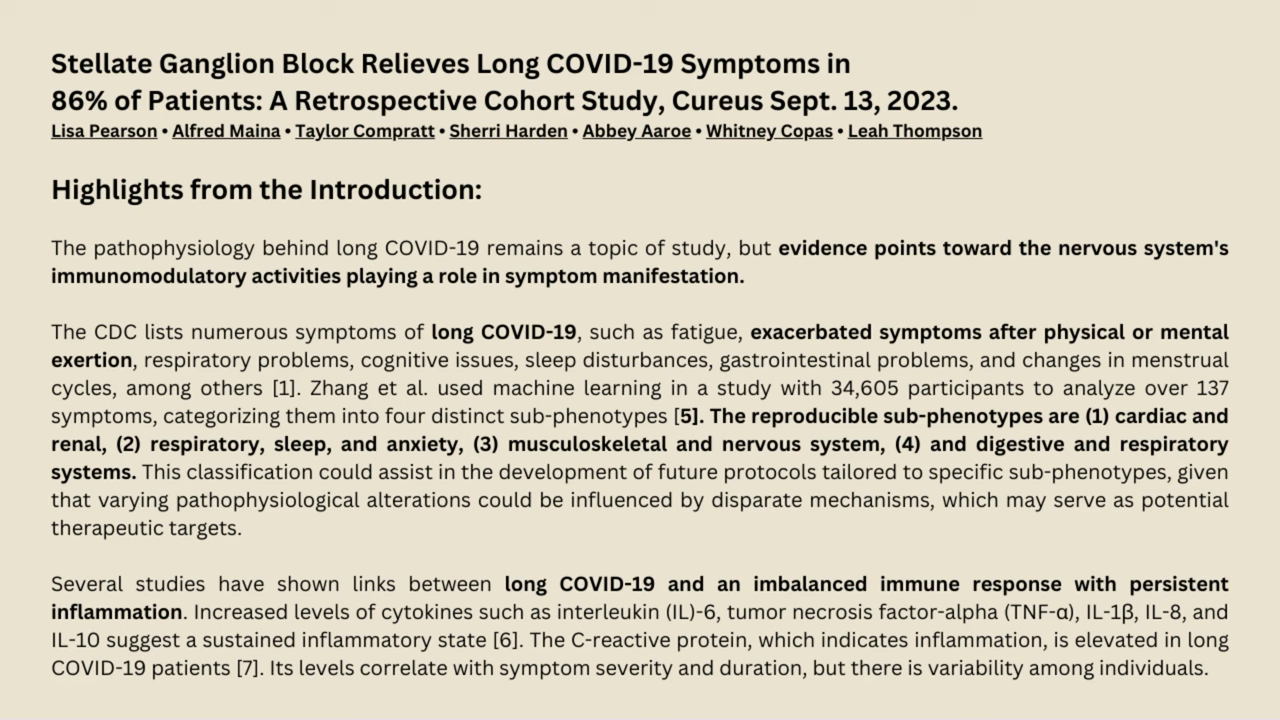 Stellate Ganglion Block Relieves Long COVID-19 Symptoms in
86% of Patients: A Retrospective Cohort Study, Cureus Sept. 13, 2023.
Lisa Pearson • Alfred Maina • Taylor Compratt • Sherri Harden • Abbey Aaroe • Whitney Copas • Leah Thompson
Highlights from the Introduction:
The pathophysiology behind long COVID-19 remains a topic of study, but evidence points toward the nervous system's
immunomodulatory activities playing a role in symptom manifestation.
The CDC lists numerous symptoms of long COVID-19, such as fatigue, exacerbated symptoms after physical or mental
exertion, respiratory problems, cognitive issues, sleep disturbances, gastrointestinal problems, and changes in menstrual
cycles, among others [1]. Zhang et al. used machine learning in a study with 34,605 participants to analyze over 137
symptoms, categorizing them into four distinct sub-phenotypes [5]. The reproducible sub-phenotypes are (1) cardiac and
renal, (2) respiratory, sleep, and anxiety, (3) musculoskeletal and nervous system, (4) and digestive and respiratory
systems. This classification could assist in the development of future protocols tailored to specific sub-phenotypes, given
that varying pathophysiological alterations could be influenced by disparate mechanisms, which may serve as potential
therapeutic targets.
Several studies have shown links between long COVID-19 and an imbalanced immune response with persistent
inflammation. Increased levels of cytokines such as interleukin (IL)-6, tumor necrosis factor-alpha (TNF-α), IL-1β, IL-8, and
IL-10 suggest a sustained inflammatory state [6]. The C-reactive protein, which indicates inflammation, is elevated in long
COVID-19 patients [7]. Its levels correlate with symptom severity and duration, but there is variability among individuals.